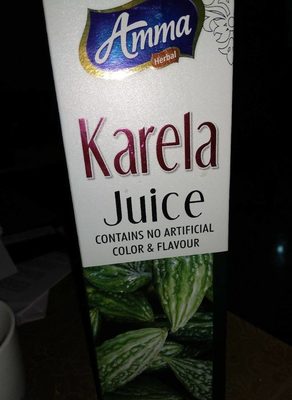 Amma
Herbal
Karela
Juice
CONTAINS NO ARTIFICIAL
COLOR & FLAVOUR